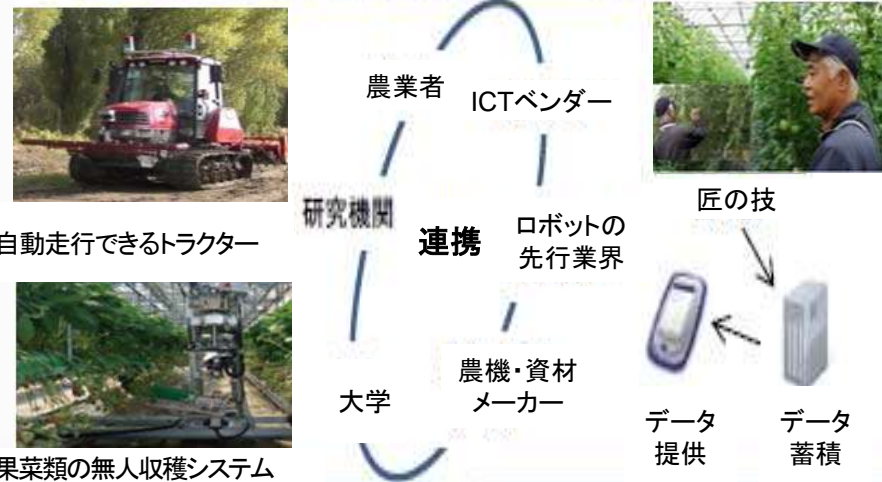 自動走行できるトラクター
果菜類の無人収穫システム
農業者
ICTベンダー
研究機関
連携
ロボットの
先行業界
大学
農機・資材
メーカー
匠の技
データ
提供
データ
蓄積